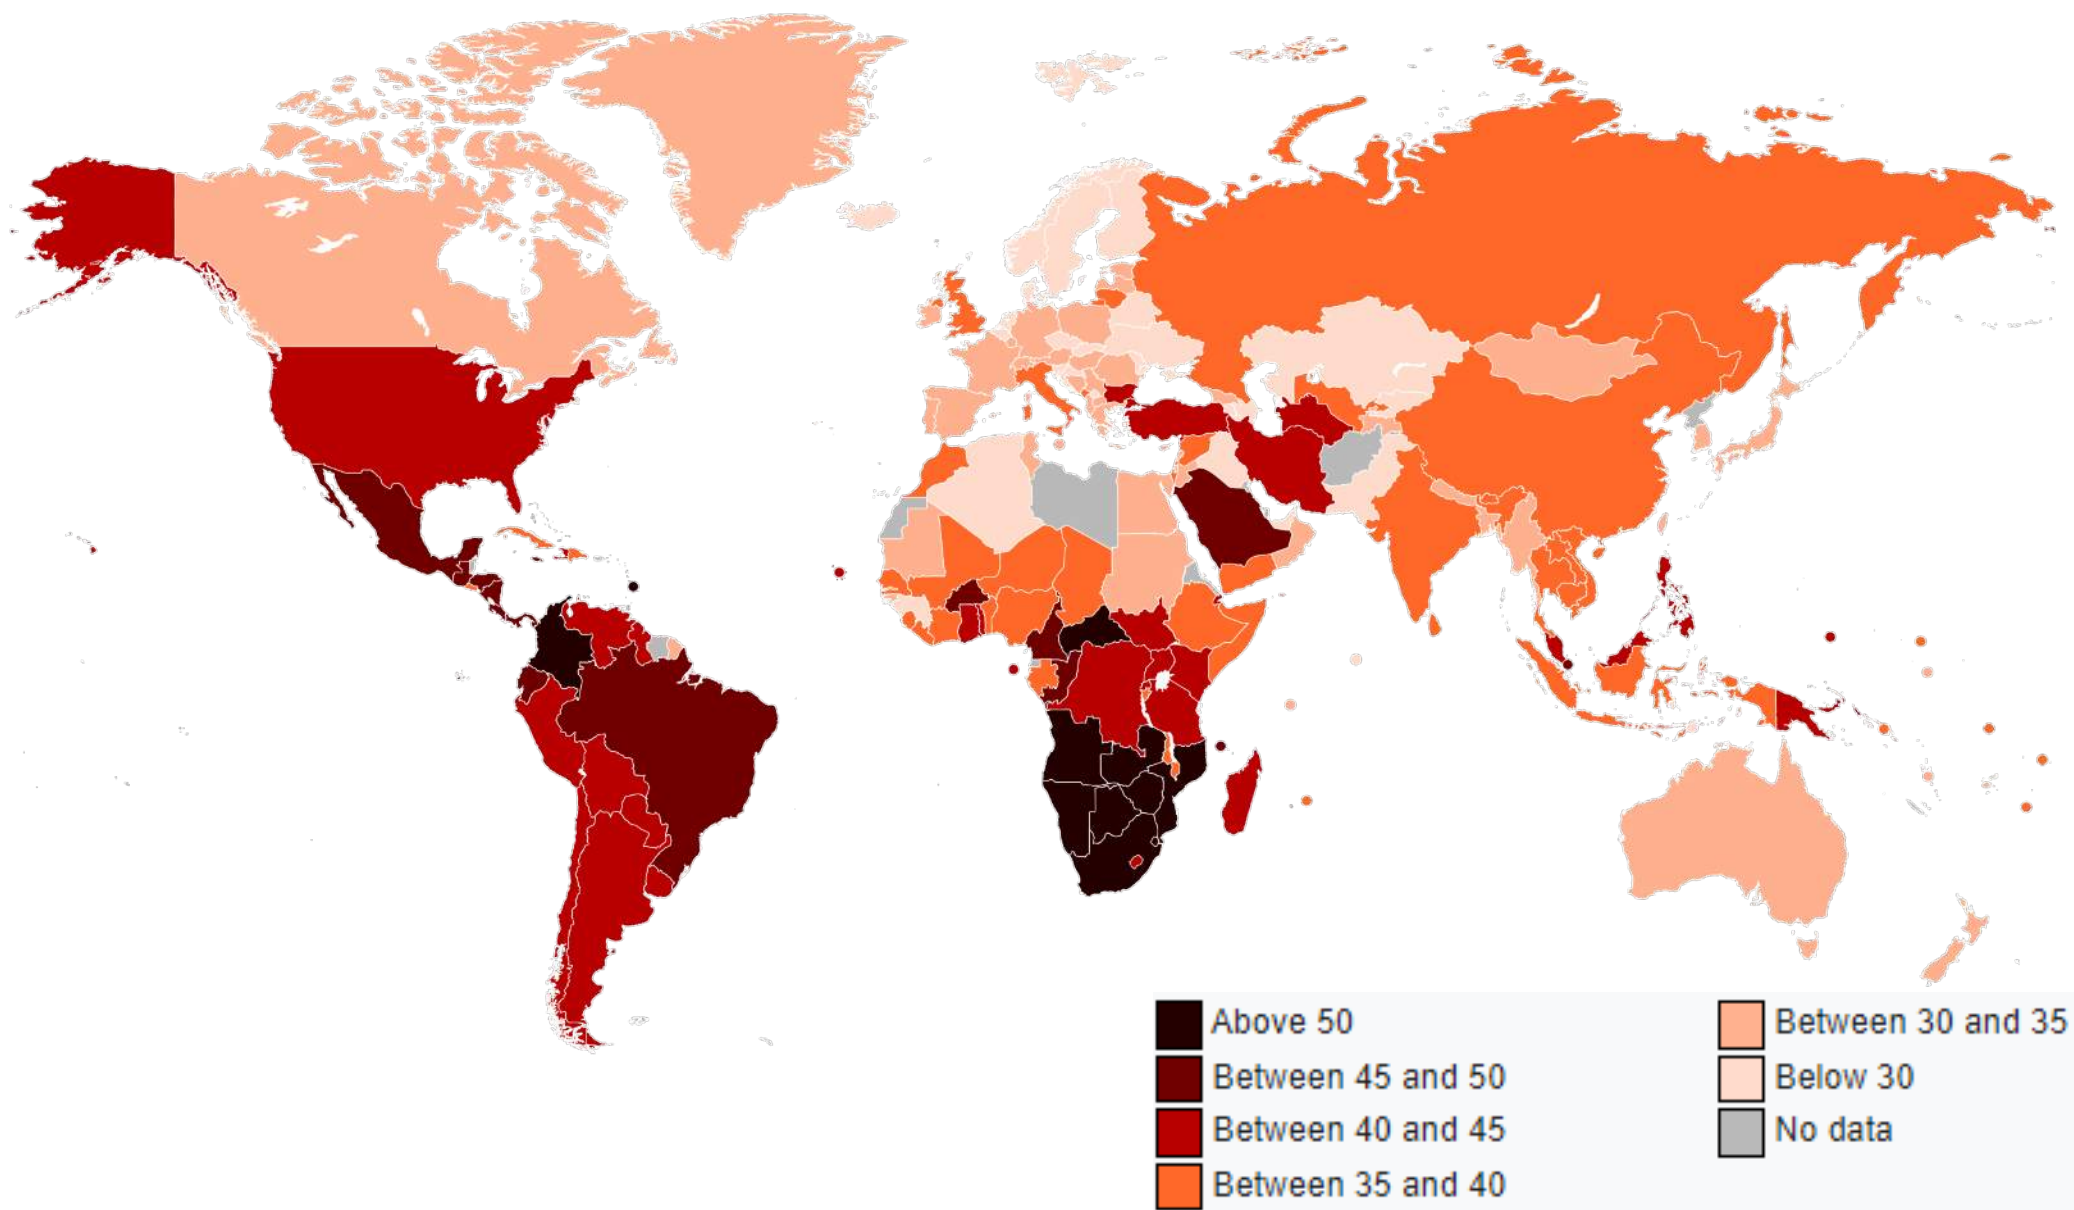 Above 50
Between 45 and 50
Between 40 and 45
Between 35 and 40
Between 30 and 35
Below 30
No data